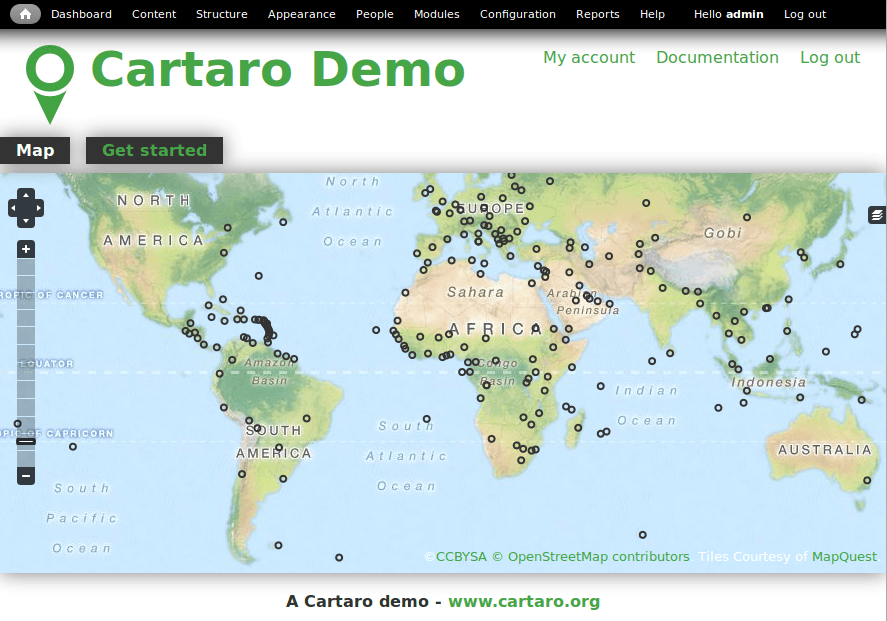 Dashboard Content Structure Appearance People Modules Configuration Reports Help Hello admin Log out
Cartaro Demo
My account Documentation Log out
Map Get started
North
Atlantic
Ocean
NORTH
AMERICA
EUROPE
Gobi
Sahara
Arabian
Peninsula
TROPIC OF CANCER
AFRICA
EQUATOR
Amazon
Basin
Congo
Basin
Indonesia
Indian
Ocean
TROPIC OF CAPRICORN
SOUTH
AMERICA
South
Atlantic
Ocean
AUSTRALIA
South
Pacific
Ocean
©CCBYSA © OpenStreetMap contributors Tiles Courtesy of MapQuest
A Cartaro demo - www.cartaro.org